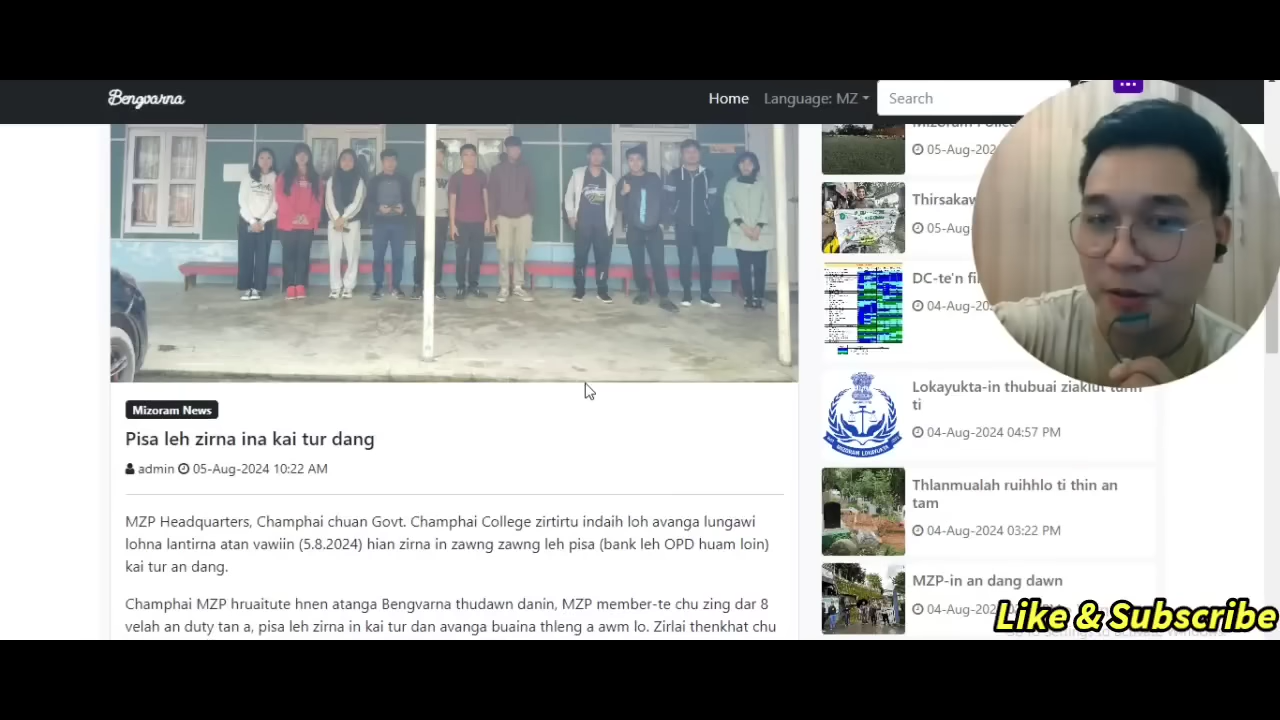 Bengvarna
Home
Language: MZ
Search
Mizoram News
Pisa leh zirna ina kai tur dang
admin 05-Aug-2024 10:22 AM
MZP Headquarters, Champhai chuan Govt. Champhai College zirtirtu indaih loh avanga lungawi
lohna lantirna atan vawiin (5.8.2024) hian zirna in zawng zawng leh pisa (bank leh OPD huam loin)
kai tur an dang.
Champhai MZP hruaitute hnen atanga Bengvarna thudawn danin, MZP member-te chu zing dar 8
velah an duty tan a, pisa leh zirna in kai tur dan avanga buaina thleng a awm lo. Zirlai thenkhat chu
Mizoram
05-Aug-202
05-Aug
DC-te'n
04-Aug-20
Lokayukta-in thubuai ziaklut
ti
04-Aug-2024 04:57 PM
Thlanmualah ruihhlo ti thin an
tam
04-Aug-2024 03:22 PM
MZP-in an dang dawn
04-Aug
Like & Subscribe